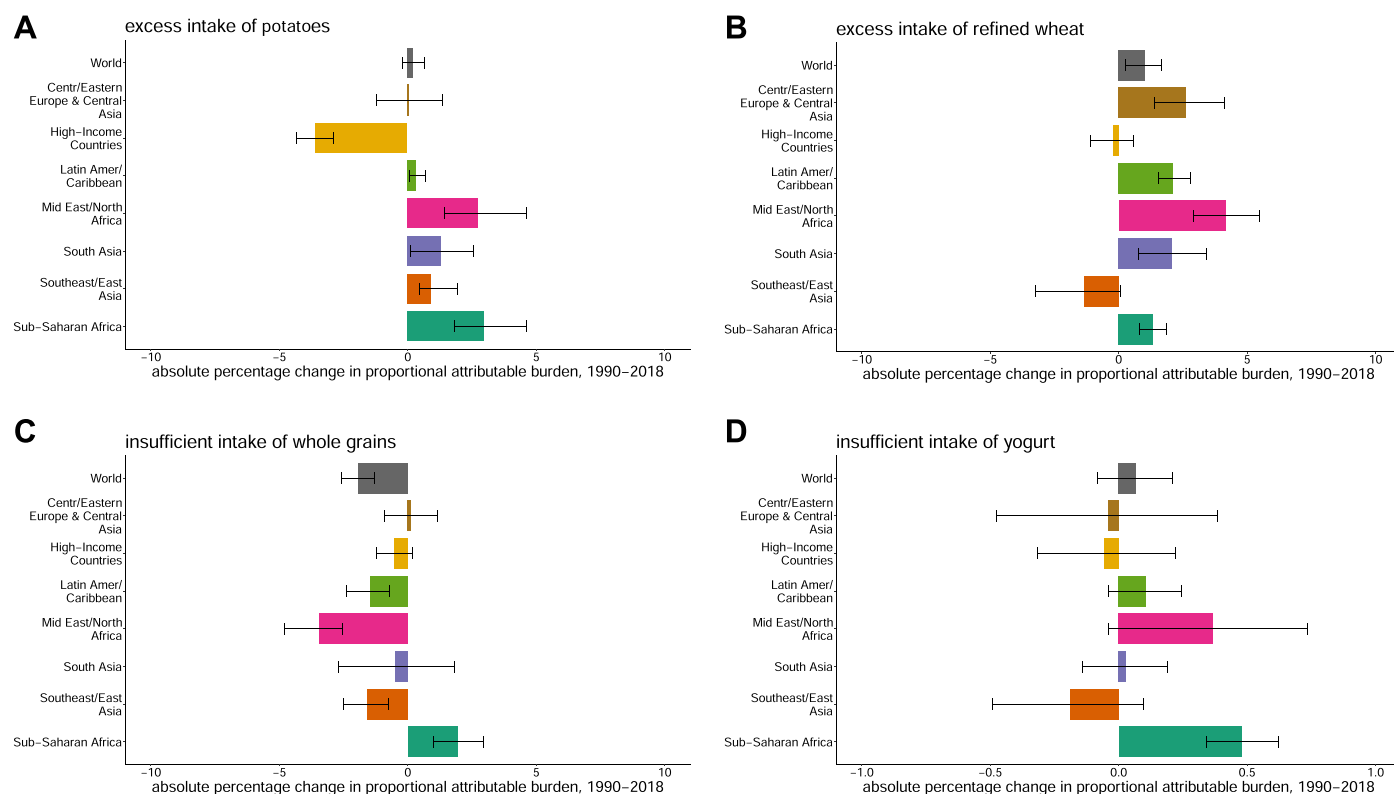 A
excess intake of potatoes
World
Centr/Eastern
Europe & Central
Asia
High−Income
Countries
Latin Amer/
Caribbean
Mid East/North
Africa
South Asia
Southeast/East
Asia
Sub−Saharan Africa
−10
−5
0
5
10
absolute percentage change in proportional attributable burden, 1990−2018
B
excess intake of refined wheat
World
Centr/Eastern
Europe & Central
Asia
High−Income
Countries
Latin Amer/
Caribbean
Mid East/North
Africa
South Asia
Southeast/East
Asia
Sub−Saharan Africa
−10
−5
0
5
10
absolute percentage change in proportional attributable burden, 1990−2018
C
insufficient intake of whole grains
World
Centr/Eastern
Europe & Central
Asia
High−Income
Countries
Latin Amer/
Caribbean
Mid East/North
Africa
South Asia
Southeast/East
Asia
Sub−Saharan Africa
−10
−5
0
5
10
absolute percentage change in proportional attributable burden, 1990−2018
D
insufficient intake of yogurt
World
Centr/Eastern
Europe & Central
Asia
High−Income
Countries
Latin Amer/
Caribbean
Mid East/North
Africa
South Asia
Southeast/East
Asia
Sub−Saharan Africa
−1.0
−0.5
0.0
0.5
1.0
absolute percentage change in proportional attributable burden, 1990−2018